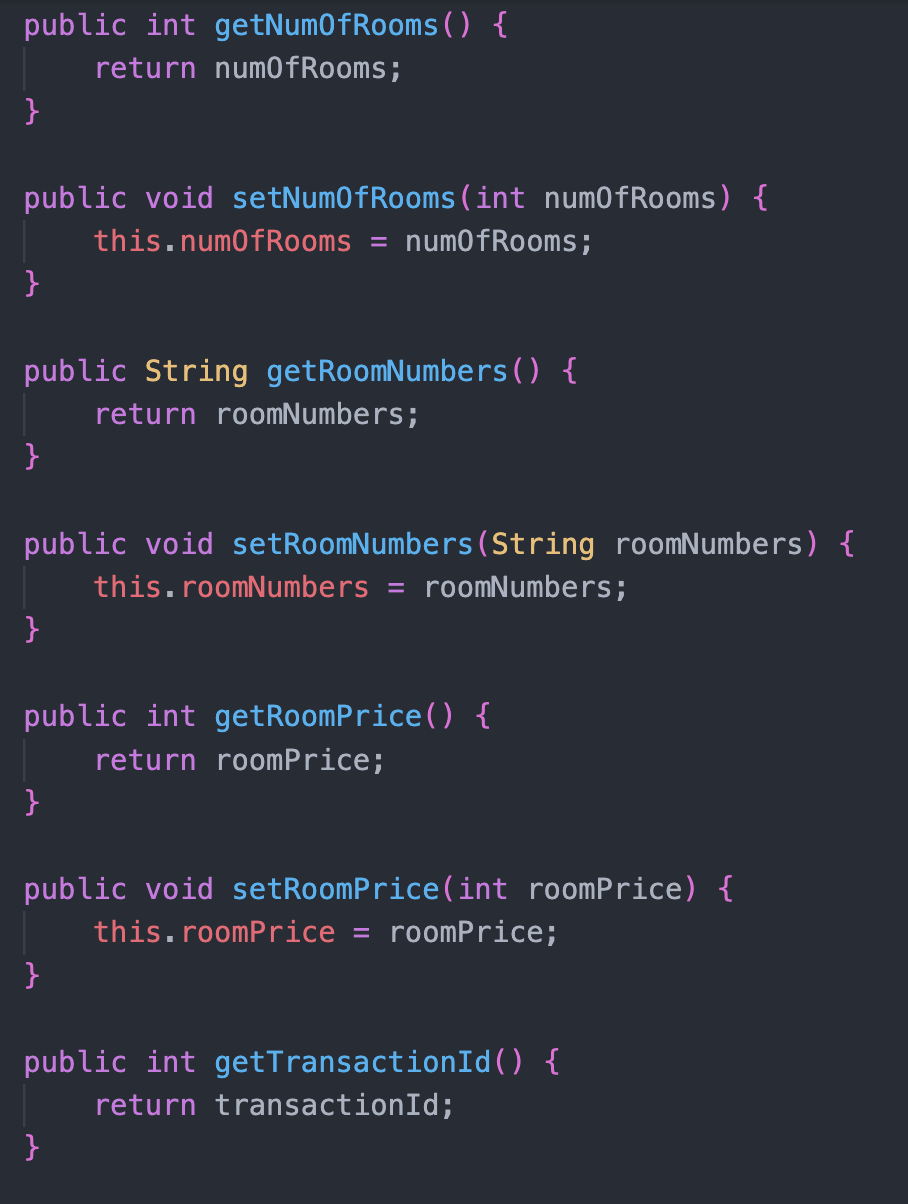 public int getNumOfRooms() {
    return numOfRooms;
}

public void setNumOfRooms(int numOfRooms) {
    this.numOfRooms = numOfRooms;
}

public String getRoomNumbers() {
    return roomNumbers;
}

public void setRoomNumbers(String roomNumbers) {
    this.roomNumbers = roomNumbers;
}

public int getRoomPrice() {
    return roomPrice;
}

public void setRoomPrice(int roomPrice) {
    this.roomPrice = roomPrice;
}

public int getTransactionId() {
    return transactionId;
}